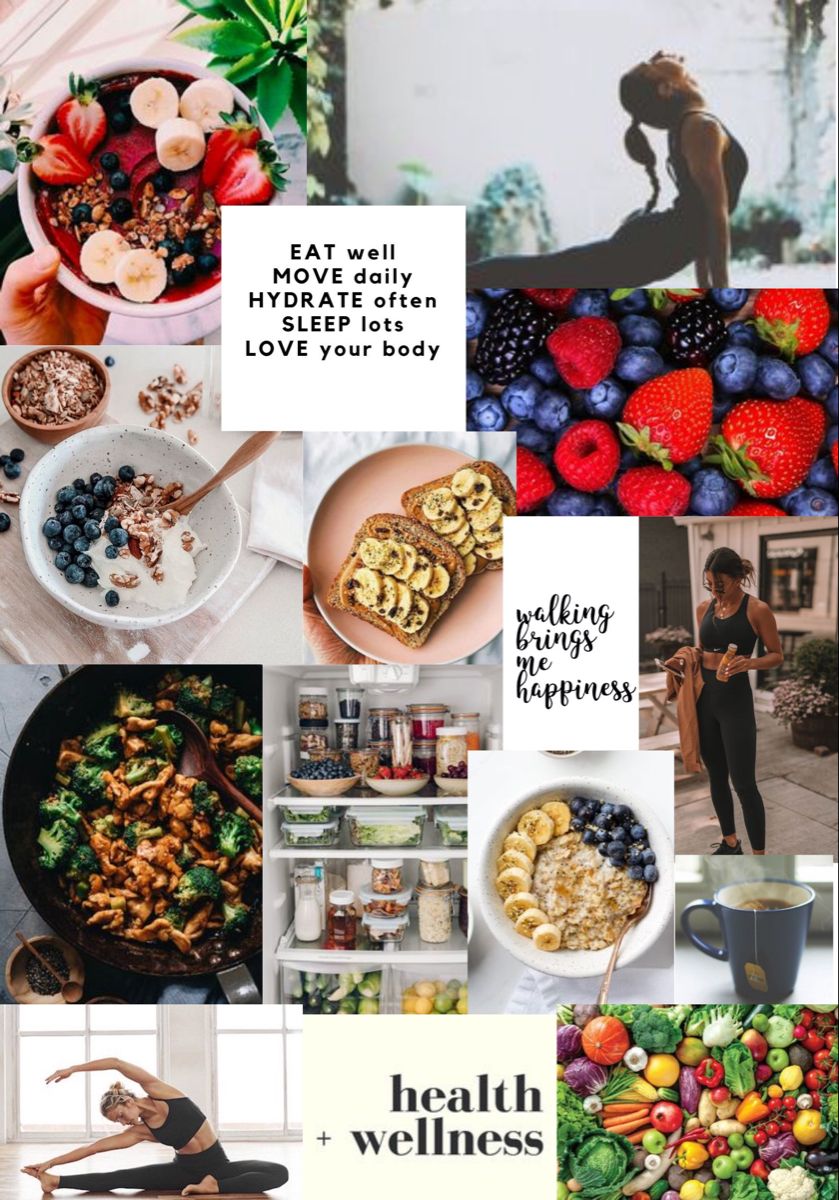 EAT well
MOVE daily
HYDRATE often
SLEEP lots
LOVE your body
walking
brings
me
happiness
health
+ wellness